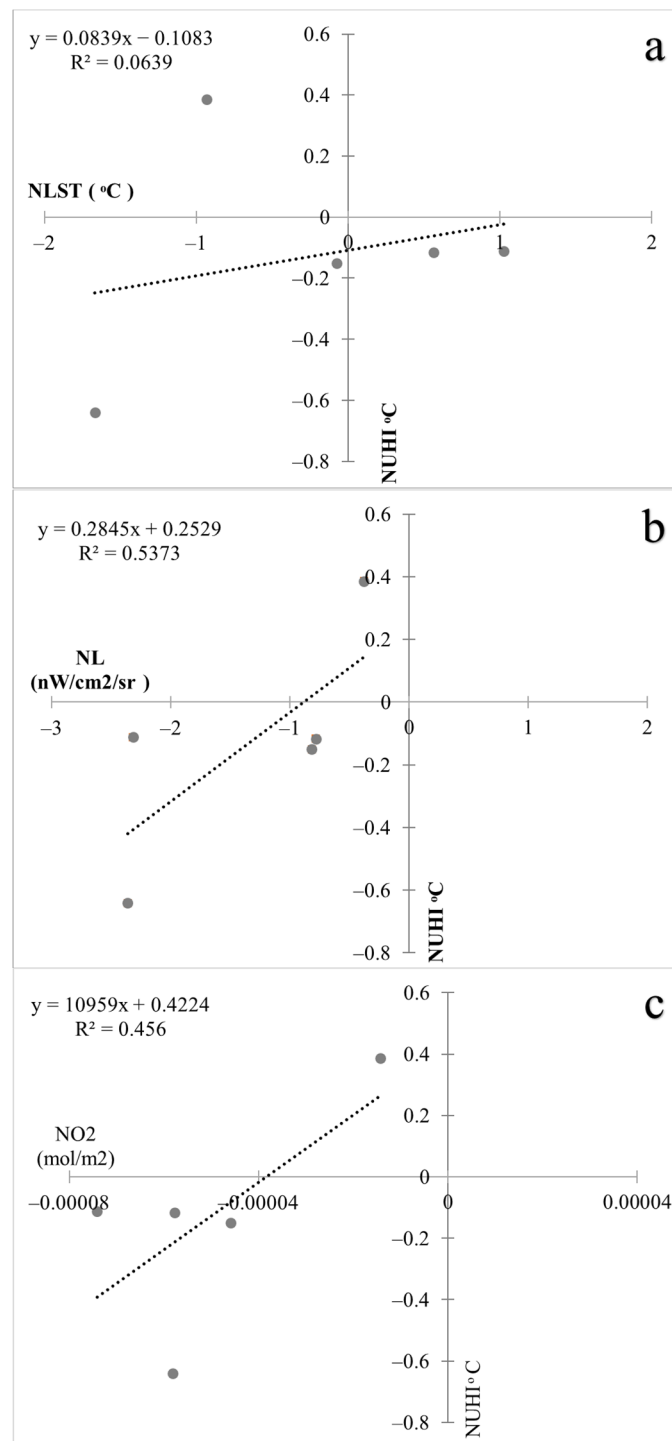 y = 0.0839x − 0.1083
R² = 0.0639
a
0.6
0.4
0.2
NLST ( ᵒC )
0
−2
−1
0
1
2
−0.2
−0.4
−0.6
−0.8
NUHI ᵒC
y = 0.2845x + 0.2529
R² = 0.5373
b
0.6
0.4
0.2
NL
(nW/cm2/sr )
0
−3
−2
−1
0
1
2
−0.2
−0.4
−0.6
−0.8
NUHI ᵒC
y = 10959x + 0.4224
R² = 0.456
c
0.6
0.4
0.2
NO2
(mol/m2)
0
−0.00008
−0.00004
0
0.00004
−0.2
−0.4
−0.6
−0.8
NUHI ᵒ C